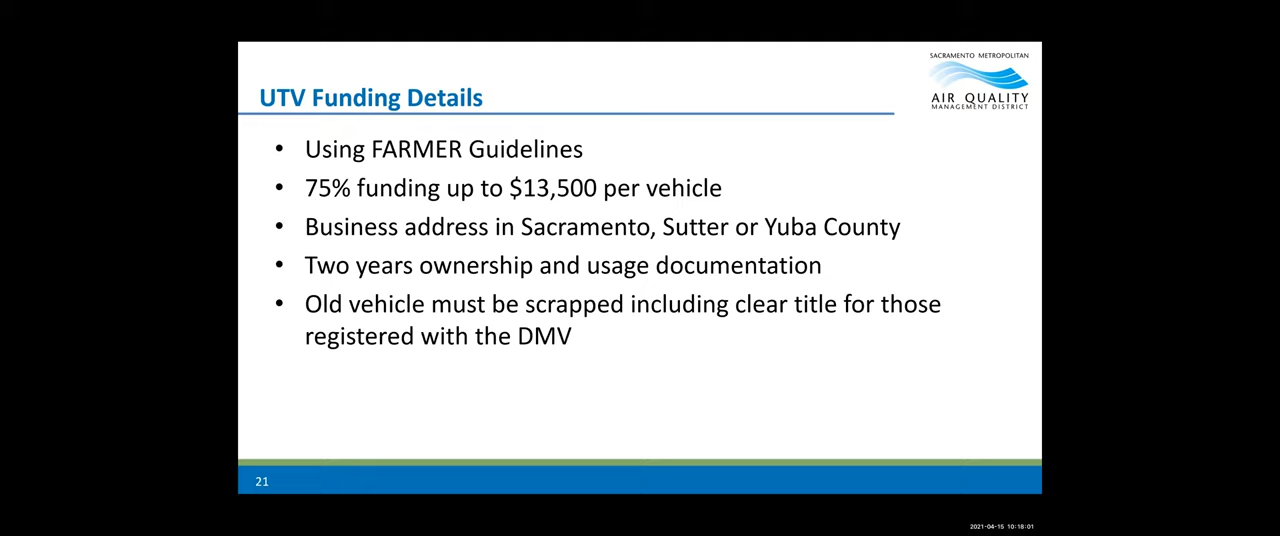 SACRAMENTO METROPOLITAN
AIR QUALITY
MANAGEMENT DISTRICT
UTV Funding Details
• Using FARMER Guidelines
• 75% funding up to $13,500 per vehicle
• Business address in Sacramento, Sutter or Yuba County
• Two years ownership and usage documentation
• Old vehicle must be scrapped including clear title for those
registered with the DMV
21
2021-04-15 10:18:01